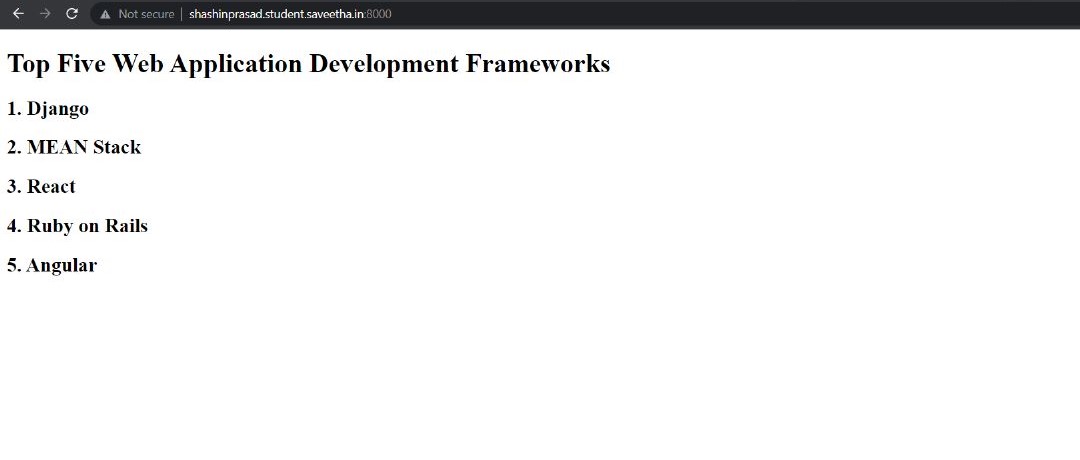 Not secure | shashinprasad.student.saveetha.in:8000
Top Five Web Application Development Frameworks
1. Django
2. MEAN Stack
3. React
4. Ruby on Rails
5. Angular